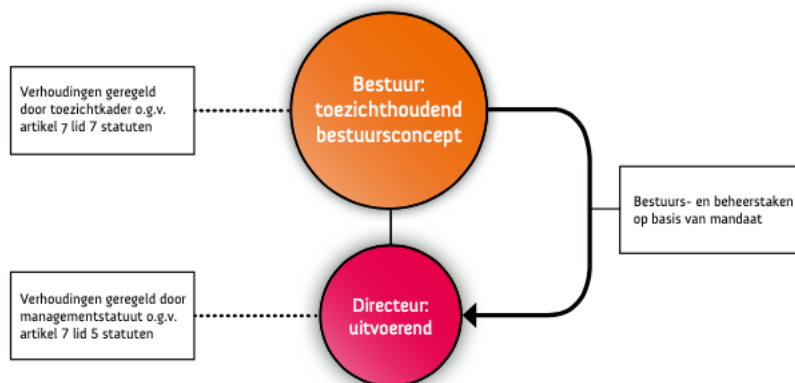 Bestuur:
toezichthoudend
bestuursconcept
Verhoudingen geregeld
door toezichtkader o.g.v.
artikel 7 lid 7 statuten
Bestuurs- en beheerstaken
op basis van mandaat
Verhoudingen geregeld door
managementstatuut o.g.v.
artikel 7 lid 5 statuten
Directeur:
uitvoerend